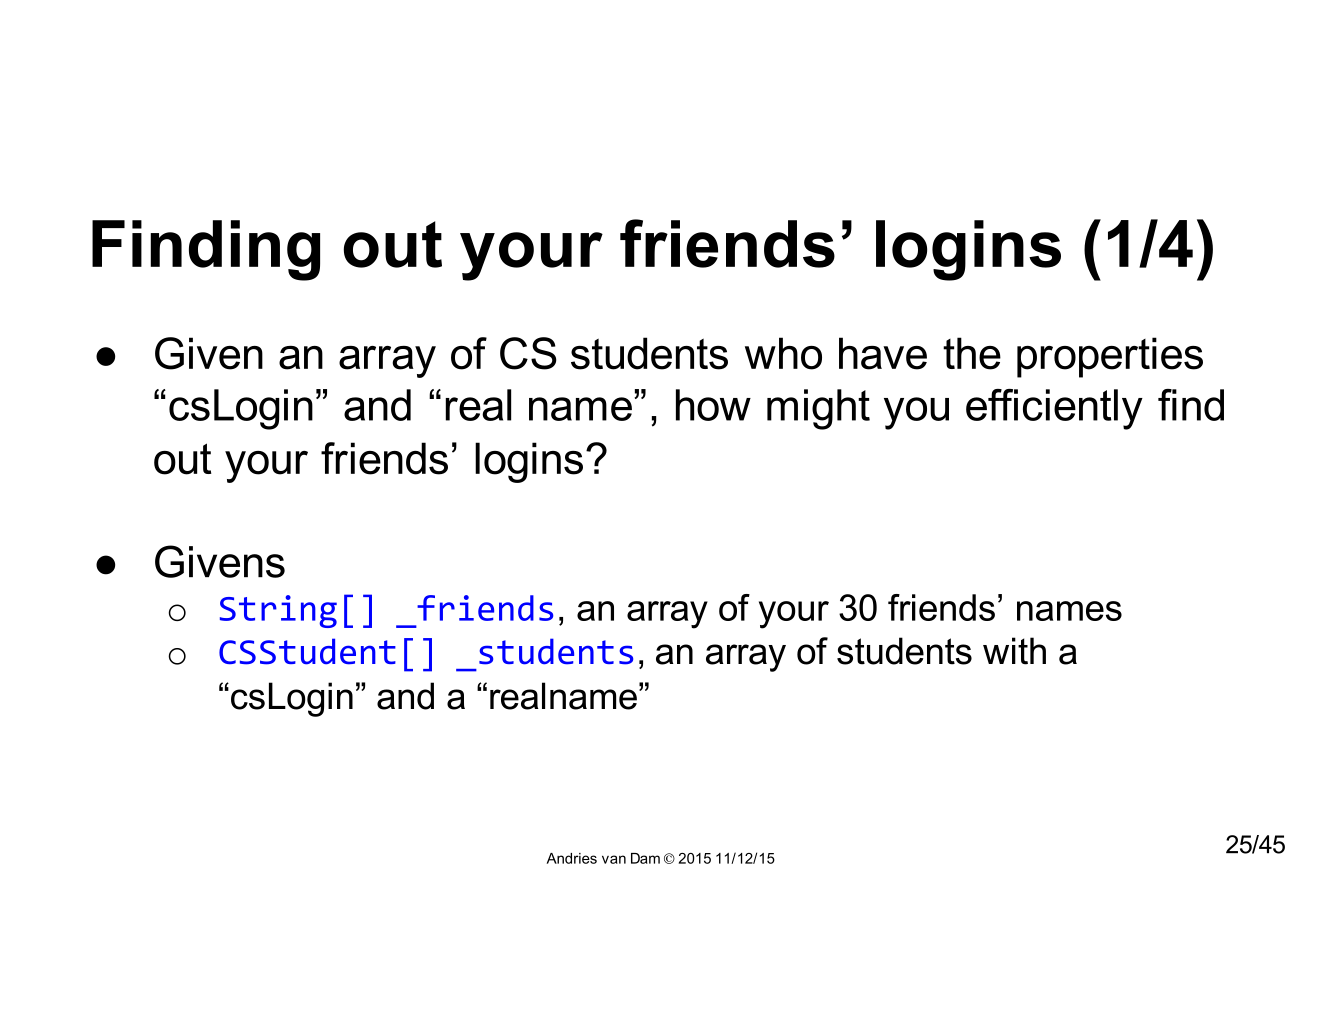 Finding out your friends’ logins (1/4)
● Given an array of CS students who have the properties
“csLogin” and “real name”, how might you efficiently find
out your friends’ logins?
● Givens
○ String[] _friends, an array of your 30 friends’ names
○ CSStudent[] _students, an array of students with a
“csLogin” and a “realname”
25/45
Andries van Dam © 2015 11/12/15